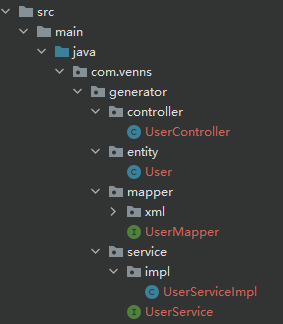 src
main
java
com.venns
generator
controller
UserController
entity
User
mapper
xml
UserMapper
service
impl
UserServiceImpl
UserService